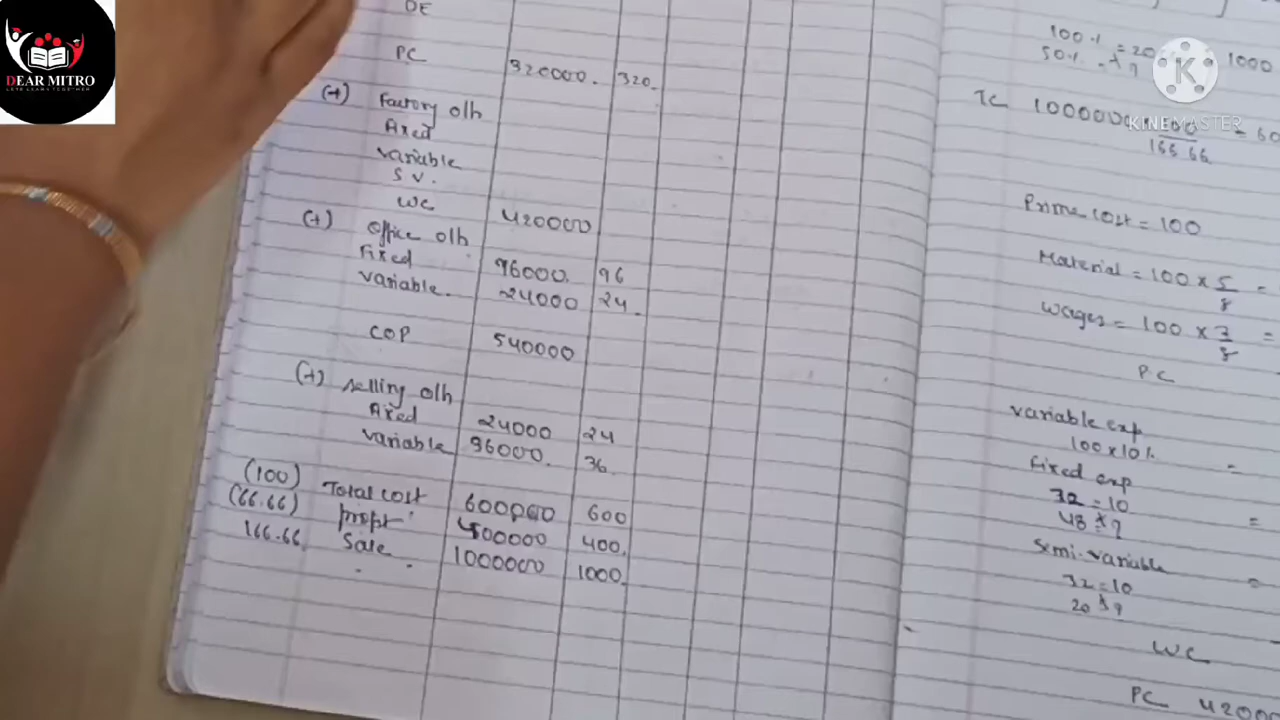 DEAR MITRO
DE
PC 320000. 320.
(+) Factory o/h
Fixed
variable
S.V.
WC 420000
(+) office o/h
Fixed 96000. 96
variable. 24000 24.
COP 540000
(+) selling o/h
Fixed 24000 24
variable 36000. 36.
(100) Total cost 600000 600
(66.66) profit 400000 400.
166.66 Sale 1000000 1000.
100% = 20 1000
50% = ?
K
KINEMASTER
TC 1000000 = 60
166.66
Prime cost = 100
Material = 100 × 5/8 =
wages = 100 × 3/8 =
PC
variable exp
100×10%. =
Fixed exp
32 = 10
48 × ? =
Semi-variable
32 = 10 =
20 × ?
WC
PC 42000